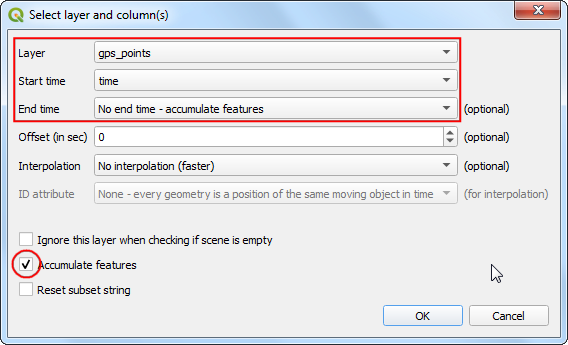 Select layer and column(s)
Layer gps_points
Start time time
End time No end time - accumulate features (optional)
Offset (in sec) 0 (optional)
Interpolation No interpolation (faster) (optional)
ID attribute None - every geometry is a position of the same moving object in time (for interpolation)
Ignore this layer when checking if scene is empty
Accumulate features
Reset subset string
OK Cancel